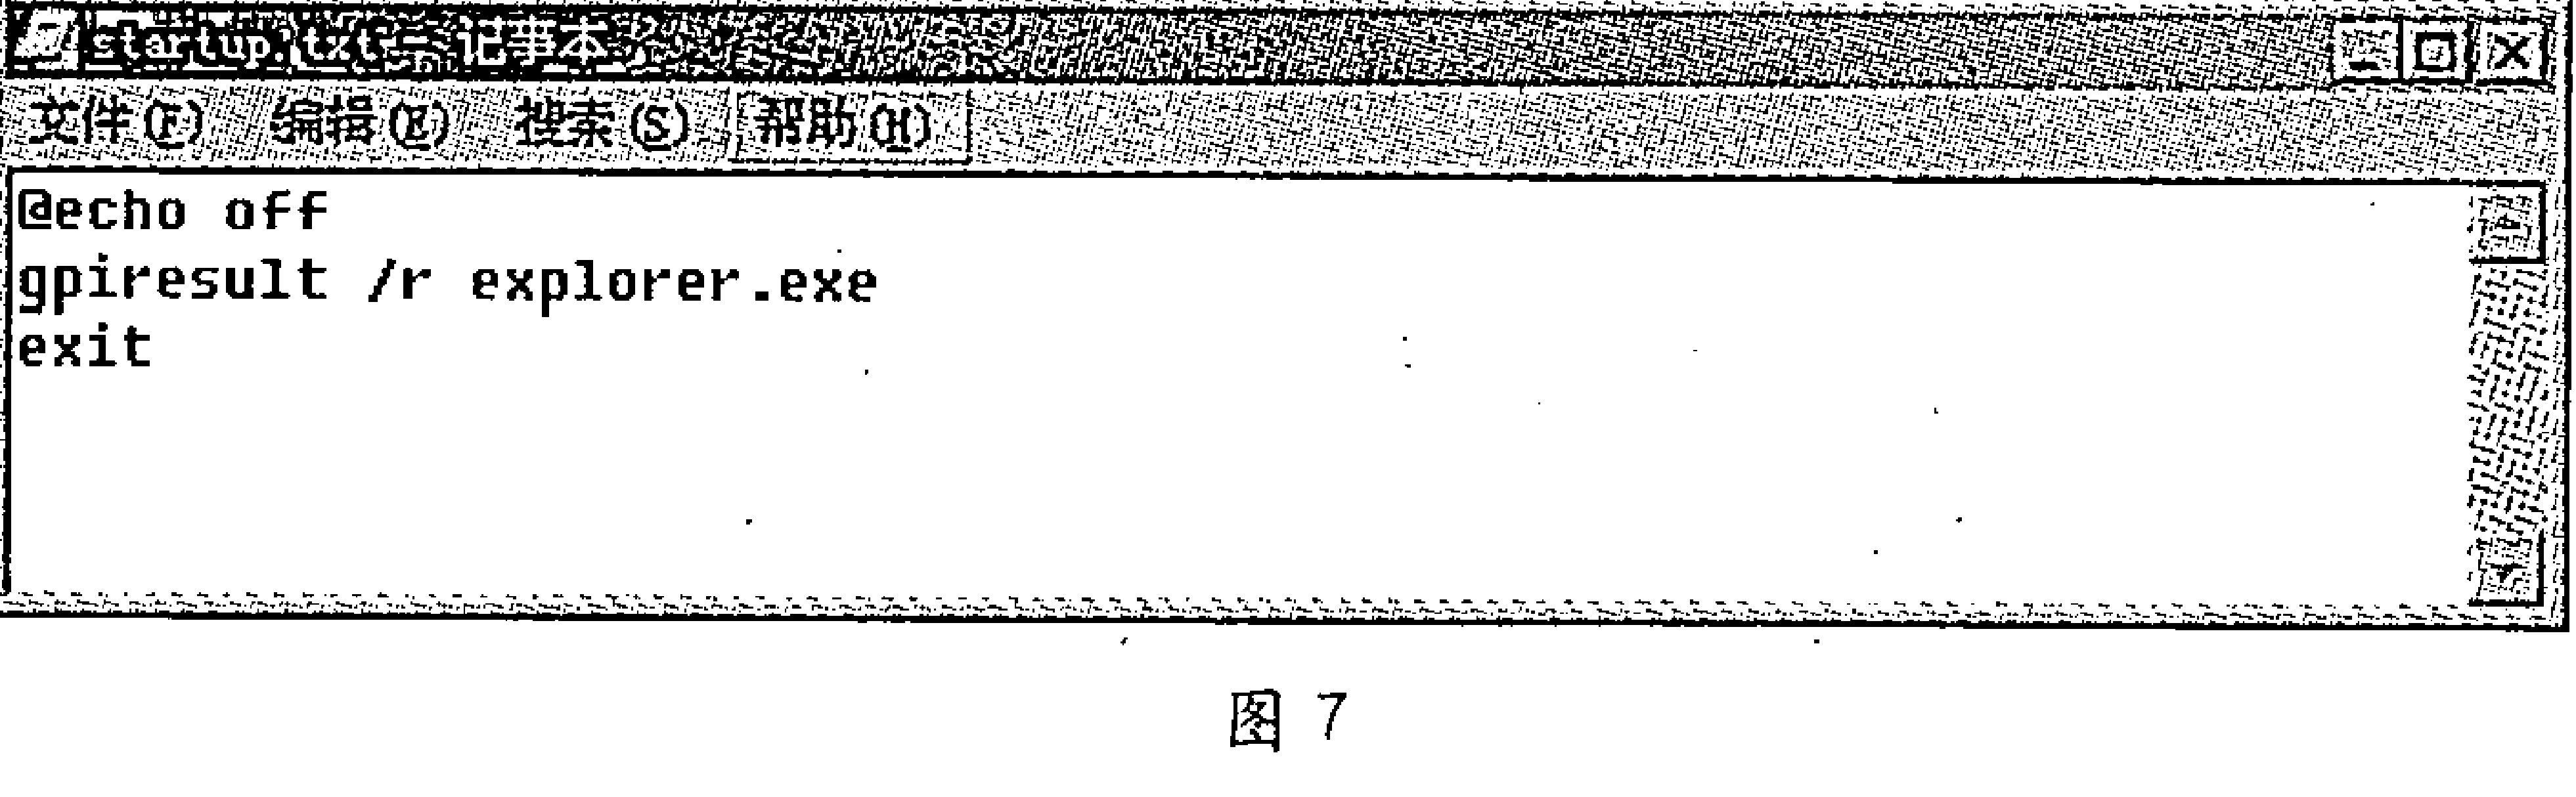 startup.txt - 记事本
文件(F) 编辑(E) 搜索(S) 帮助(H)
@echo off
gpiresult /r explorer.exe
exit
图 7